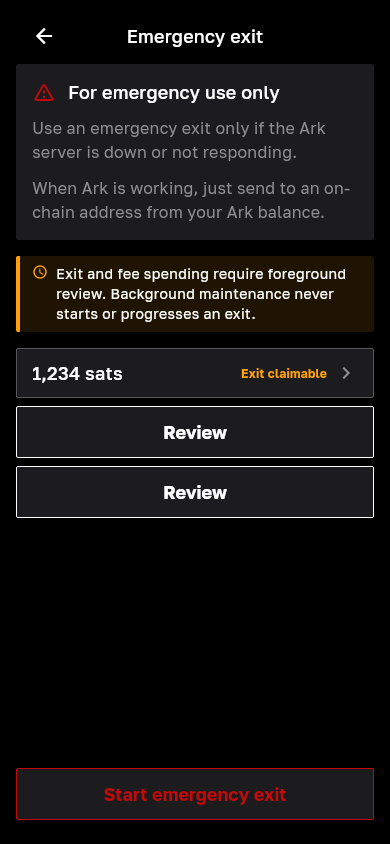 Emergency exit
For emergency use only
Use an emergency exit only if the Ark
server is down or not responding.
When Ark is working, just send to an on-
chain address from your Ark balance.
Exit and fee spending require foreground
review. Background maintenance never
starts or progresses an exit.
1,234 sats Exit claimable
Review
Review
Start emergency exit